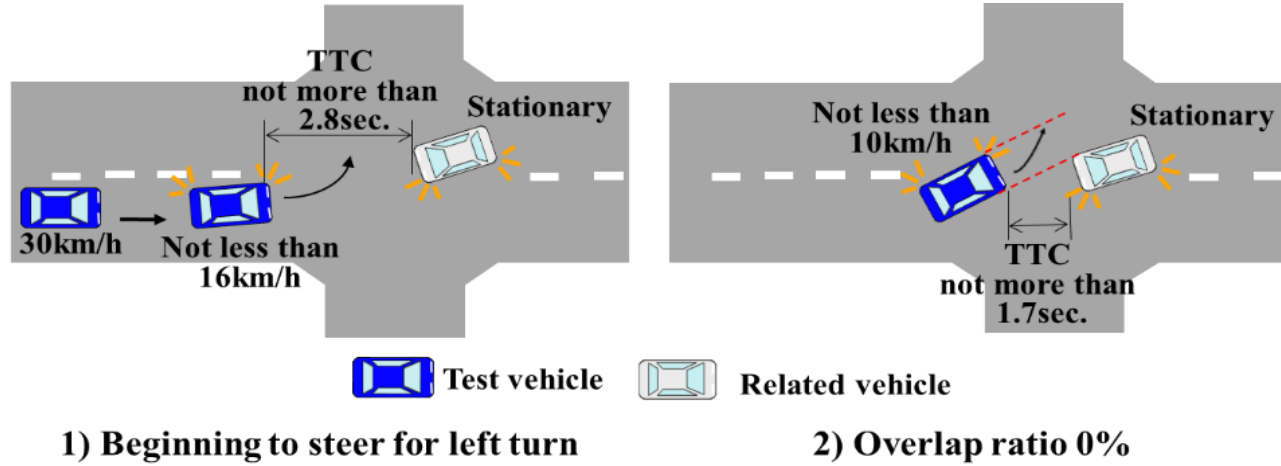 TTC
not more than
2.8sec.
Stationary
30km/h
Not less than
16km/h
Not less than
10km/h
Stationary
TTC
not more than
1.7sec.
Test vehicle
Related vehicle
1) Beginning to steer for left turn
2) Overlap ratio 0%